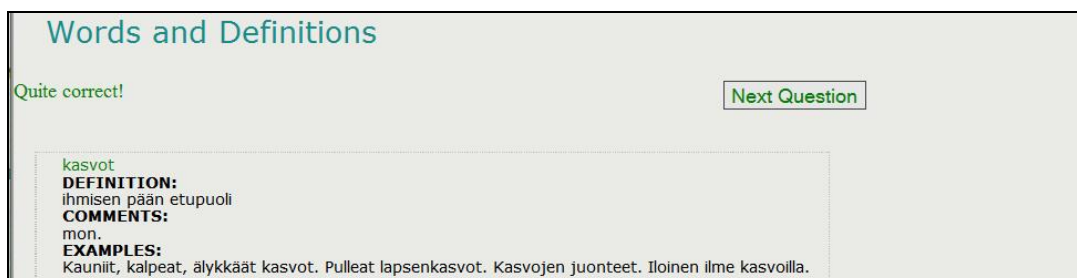 Words and Definitions
Quite correct!
Next Question
kasvot
DEFINITION:
ihmisen pään etupuoli
COMMENTS:
mon.
EXAMPLES:
Kauniit, kalpeat, älykkäät kasvot. Pulleat lapsenkasvot. Kasvojen juonteet. Iloinen ilme kasvoilla.